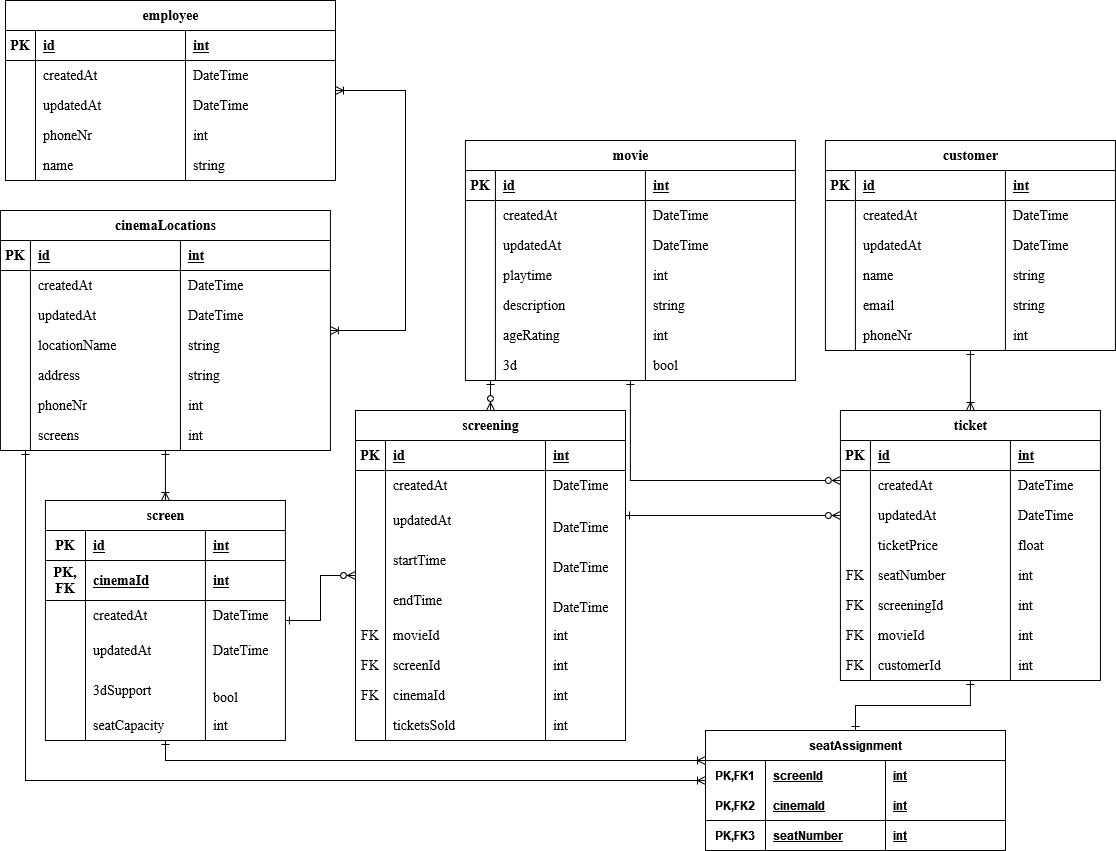 employee
PK id int
createdAt DateTime
updatedAt DateTime
phoneNr int
name string
cinemaLocations
PK id int
createdAt DateTime
updatedAt DateTime
locationName string
address string
phoneNr int
screens int
movie
PK id int
createdAt DateTime
updatedAt DateTime
playtime int
description string
ageRating int
3d bool
customer
PK id int
createdAt DateTime
updatedAt DateTime
name string
email string
phoneNr int
screening
PK id int
createdAt DateTime
updatedAt DateTime
startTime DateTime
endTime DateTime
FK movieId int
FK screenId int
FK cinemaId int
ticketsSold int
ticket
PK id int
createdAt DateTime
updatedAt DateTime
ticketPrice float
FK seatNumber int
FK screeningId int
FK movieId int
FK customerId int
screen
PK id int
PK,
FK cinemaId int
createdAt DateTime
updatedAt DateTime
3dSupport bool
seatCapacity int
seatAssignment
PK,FK1 screenId int
PK,FK2 cinemaId int
PK,FK3 seatNumber int